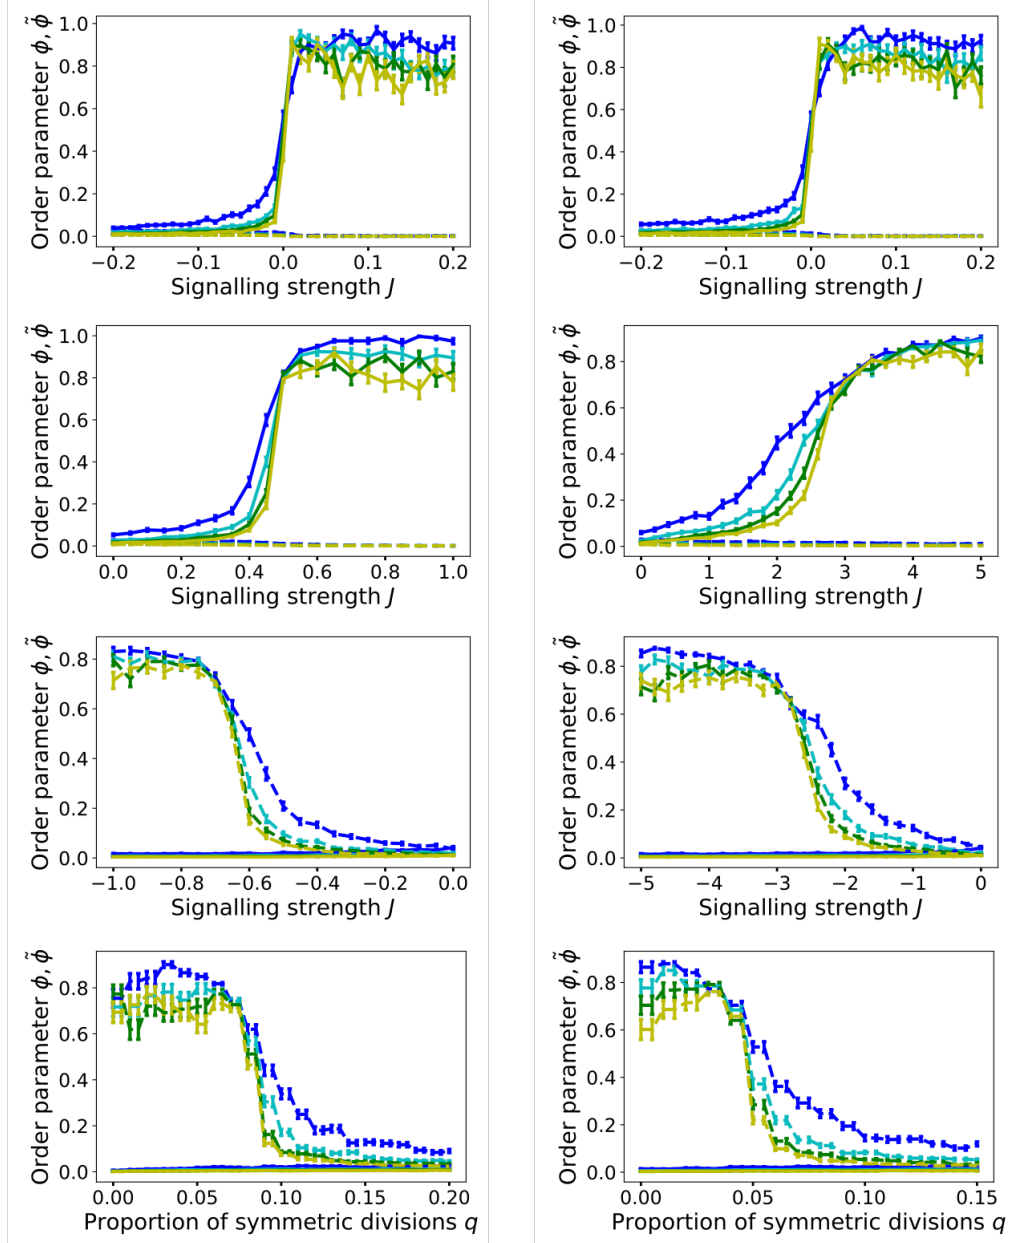 Order parameter ϕ, ϕ̃
1.0
0.8
0.6
0.4
0.2
0.0
−0.2 −0.1 0.0 0.1 0.2
Signalling strength J
Order parameter ϕ, ϕ̃
1.0
0.8
0.6
0.4
0.2
0.0
−0.2 −0.1 0.0 0.1 0.2
Signalling strength J
Order parameter ϕ, ϕ̃
1.0
0.8
0.6
0.4
0.2
0.0
0.0 0.2 0.4 0.6 0.8 1.0
Signalling strength J
Order parameter ϕ, ϕ̃
0.8
0.6
0.4
0.2
0.0
0 1 2 3 4 5
Signalling strength J
Order parameter ϕ, ϕ̃
0.8
0.6
0.4
0.2
0.0
−1.0 −0.8 −0.6 −0.4 −0.2 0.0
Signalling strength J
Order parameter ϕ, ϕ̃
0.8
0.6
0.4
0.2
0.0
−5 −4 −3 −2 −1 0
Signalling strength J
Order parameter ϕ, ϕ̃
0.8
0.6
0.4
0.2
0.0
0.00 0.05 0.10 0.15 0.20
Proportion of symmetric divisions q
Order parameter ϕ, ϕ̃
0.8
0.6
0.4
0.2
0.0
0.00 0.05 0.10 0.15
Proportion of symmetric divisions q